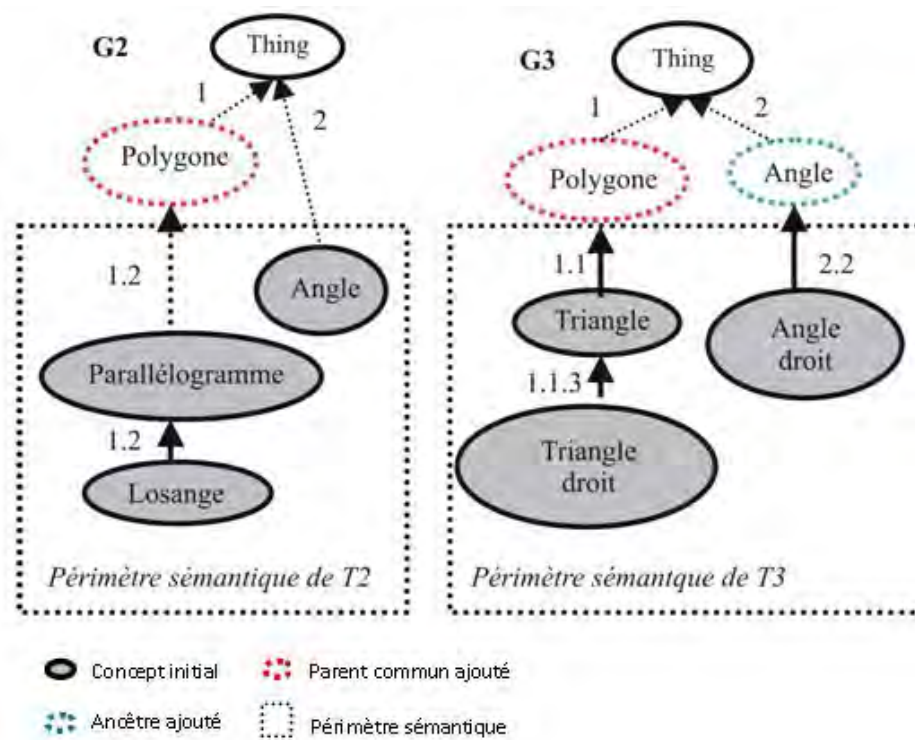 G2
Thing
1
2
Polygone
1.2
Angle
Parallélogramme
1.2
Losange
Périmètre sémantique de T2
G3
Thing
1
2
Polygone
Angle
1.1
2.2
Triangle
Angle
droit
1.1.3
Triangle
droit
Périmètre sémantque de T3
Concept initial
Parent commun ajouté
Ancêtre ajouté
Périmètre sémantique